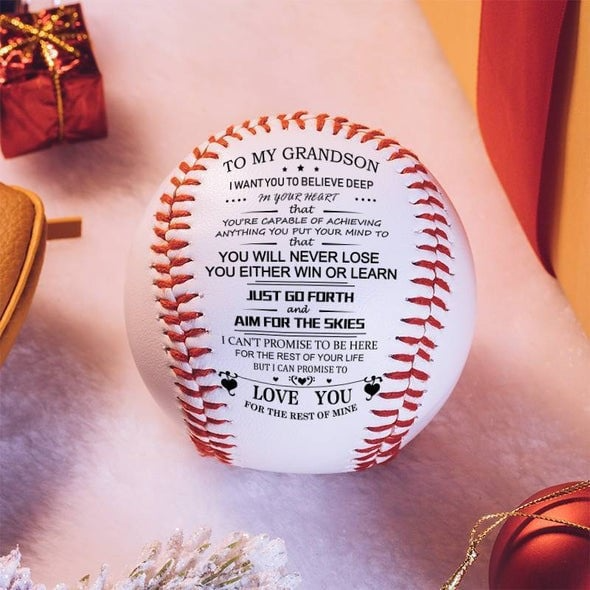 TO MY GRANDSON
I WANT YOU TO BELIEVE DEEP
IN YOUR HEART
that
YOU'RE CAPABLE OF ACHIEVING
ANYTHING YOU PUT YOUR MIND TO
that
YOU WILL NEVER LOSE
YOU EITHER WIN OR LEARN
JUST GO FORTH
and
AIM FOR THE SKIES
I CAN'T PROMISE TO BE HERE
FOR THE REST OF YOUR LIFE
BUT I CAN PROMISE TO
LOVE YOU
FOR THE REST OF MINE